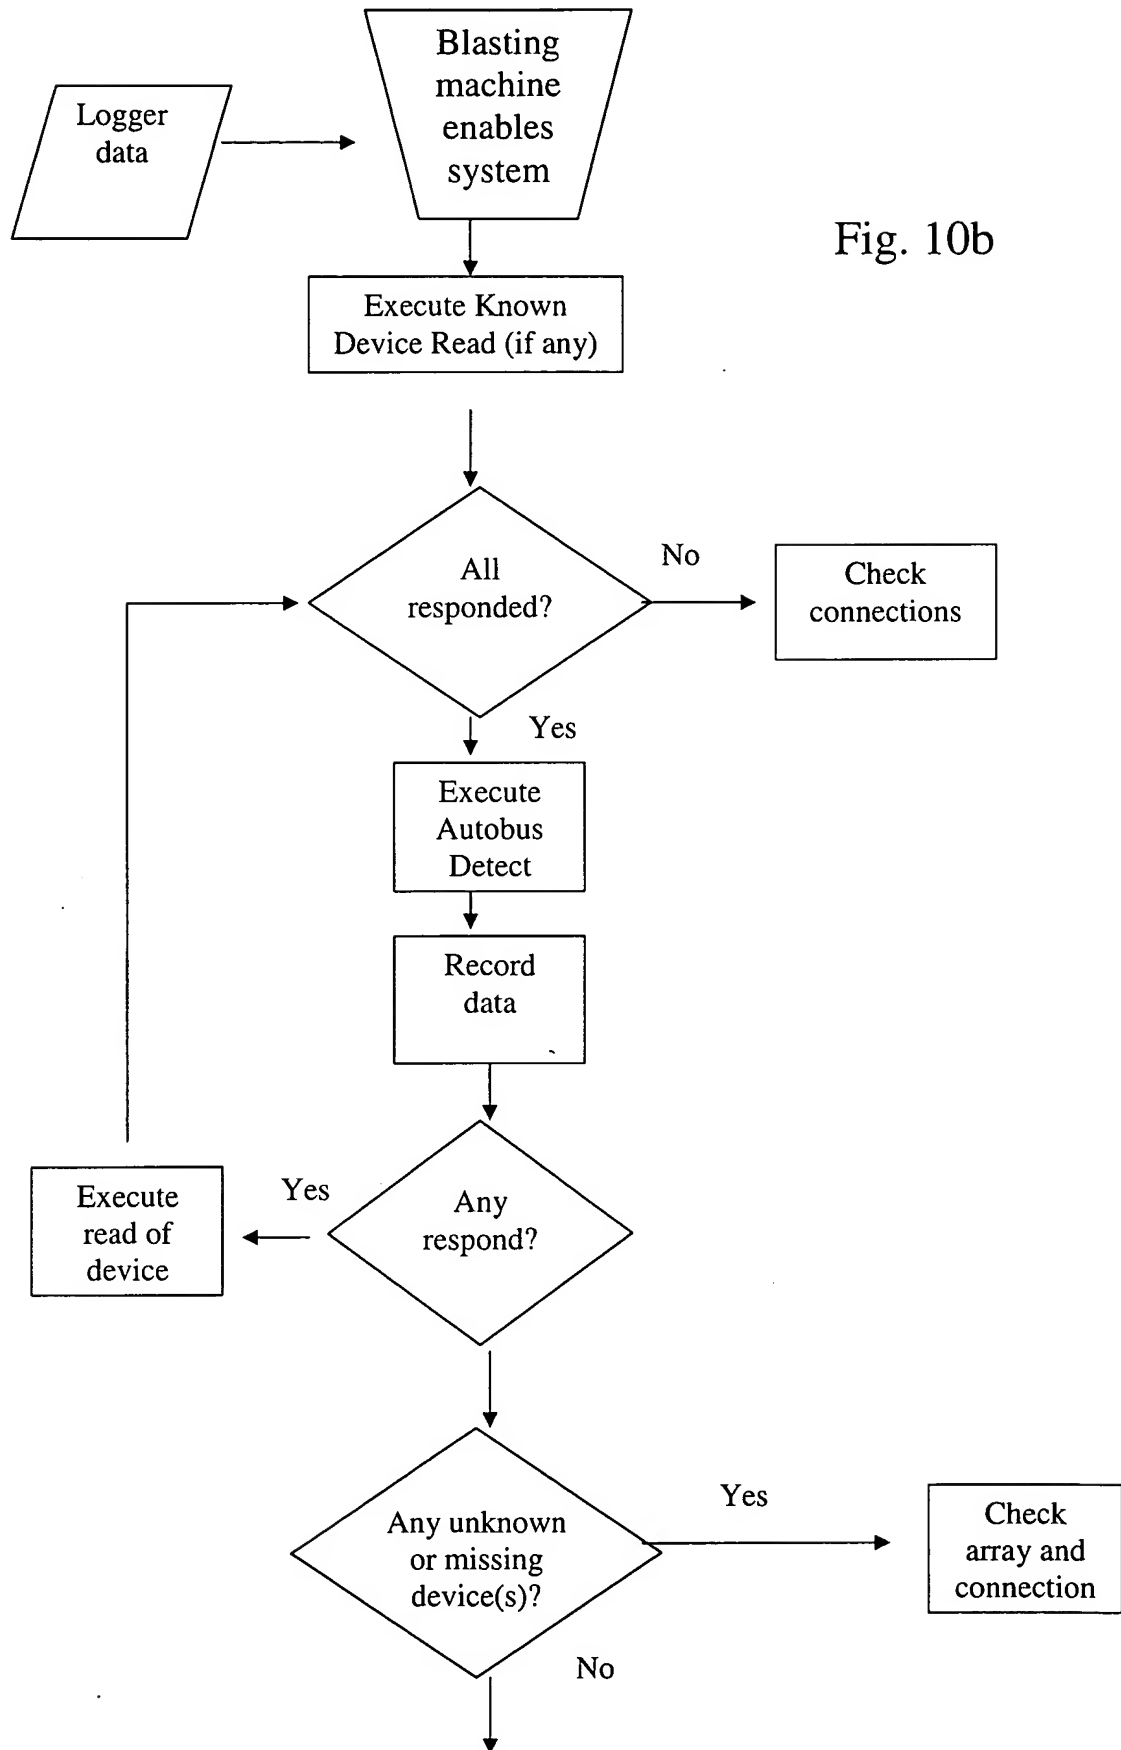 Blasting
machine
enables
system
Logger
data
Fig. 10b
Execute Known
Device Read (if any)
All
responded?
No
Check
connections
Yes
Execute
Autobus
Detect
Record
data
Any
respond?
Yes
Execute
read of
device
Any unknown
or missing
device(s)?
Yes
Check
array and
connection
No